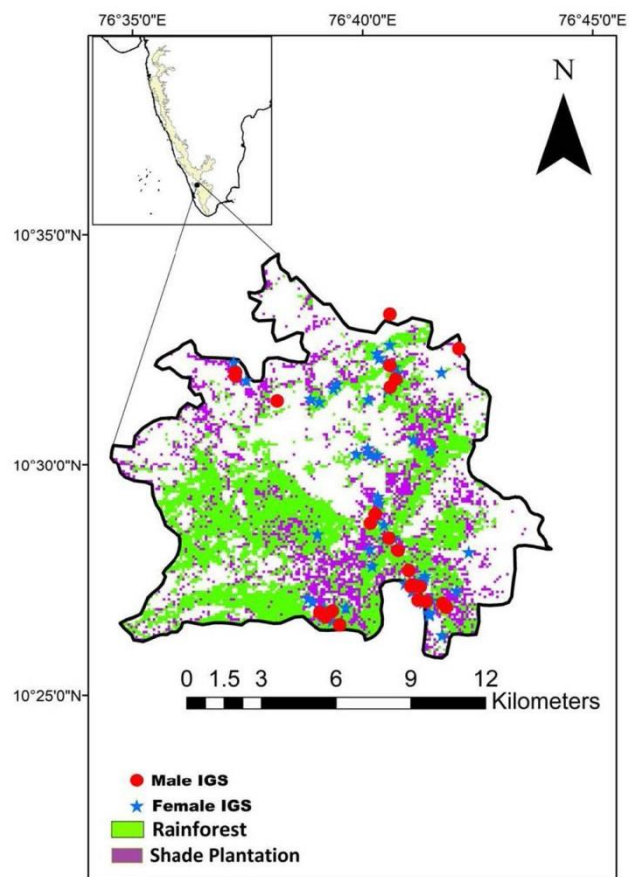 76°35'0"E 76°40'0"E 76°45'0"E
N
10°35'0"N
10°30'0"N
10°25'0"N
0 1.5 3 6 9 12
Kilometers
Male IGS
Female IGS
Rainforest
Shade Plantation